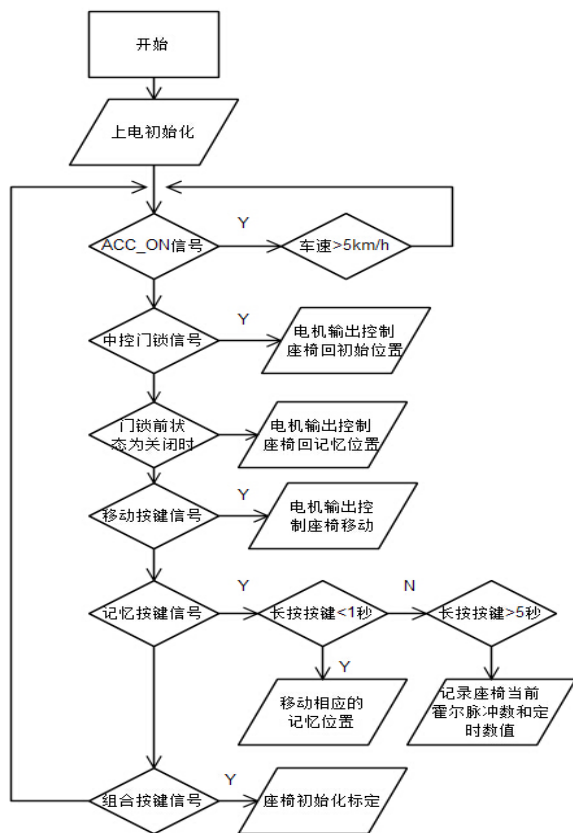 开始
上电初始化
Y
ACC_ON信号
车速>5km/h
Y
中控门锁信号
电机输出控制
座椅回初始位置
门锁前状
态为关闭时
电机输出控制
座椅回记忆位置
Y
移动按键信号
电机输出控
制座椅移动
Y
N
记忆按键信号
长按按键<1秒
长按按键>5秒
Y
移动相应的
记忆位置
记录座椅当前
霍尔脉冲数和定
时数值
Y
组合按键信号
座椅初始化标定